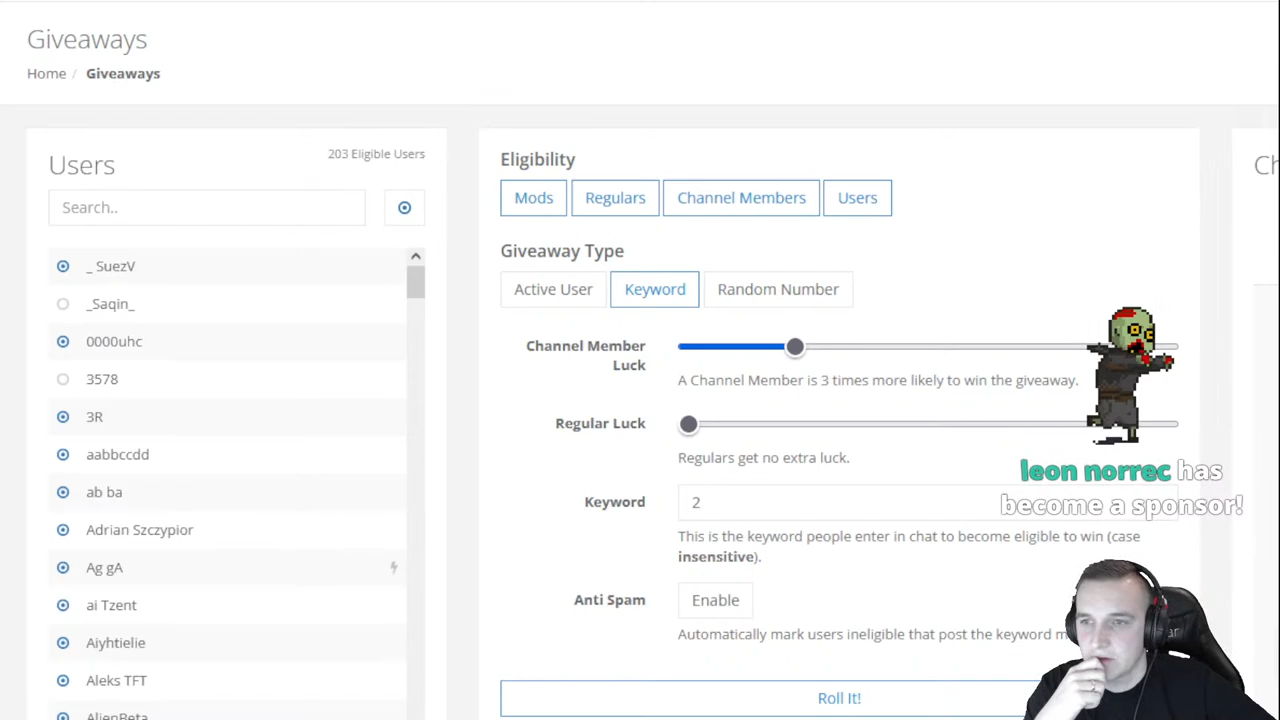 Giveaways
Home / Giveaways
Users
203 Eligible Users
Search..
_ SuezV
_Saqin_
0000uhc
3578
3R
aabbccdd
ab ba
Adrian Szczypior
Ag gA
ai Tzent
Aiyhtielie
Aleks TFT
AlienBeta
Eligibility
Mods Regulars Channel Members Users
Giveaway Type
Active User Keyword Random Number
Channel Member
Luck
A Channel Member is 3 times more likely to win the giveaway.
Regular Luck
Regulars get no extra luck.
Keyword
2
This is the keyword people enter in chat to become eligible to win (case
insensitive).
Anti Spam
Enable
Automatically mark users ineligible that post the keyword
Roll It!
leon norrec has
become a sponsor!